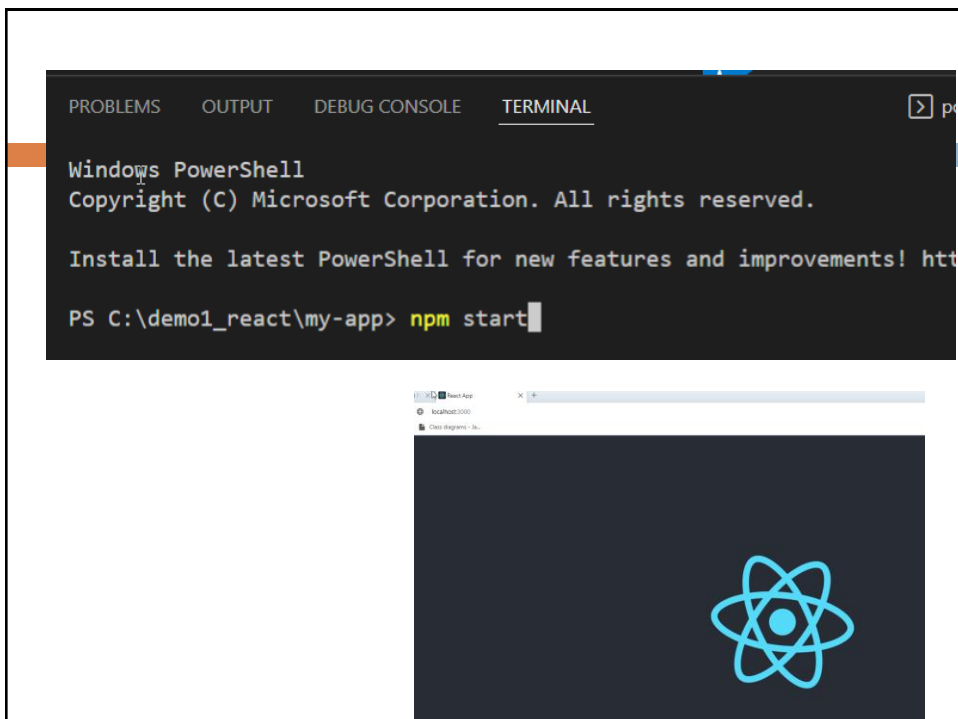 PROBLEMS OUTPUT DEBUG CONSOLE TERMINAL
Windows PowerShell
Copyright (C) Microsoft Corporation. All rights reserved.
Install the latest PowerShell for new features and improvements! htt
PS C:\demo1_react\my-app> npm start
React App
localhost:3000
Class diagrams - Ja...